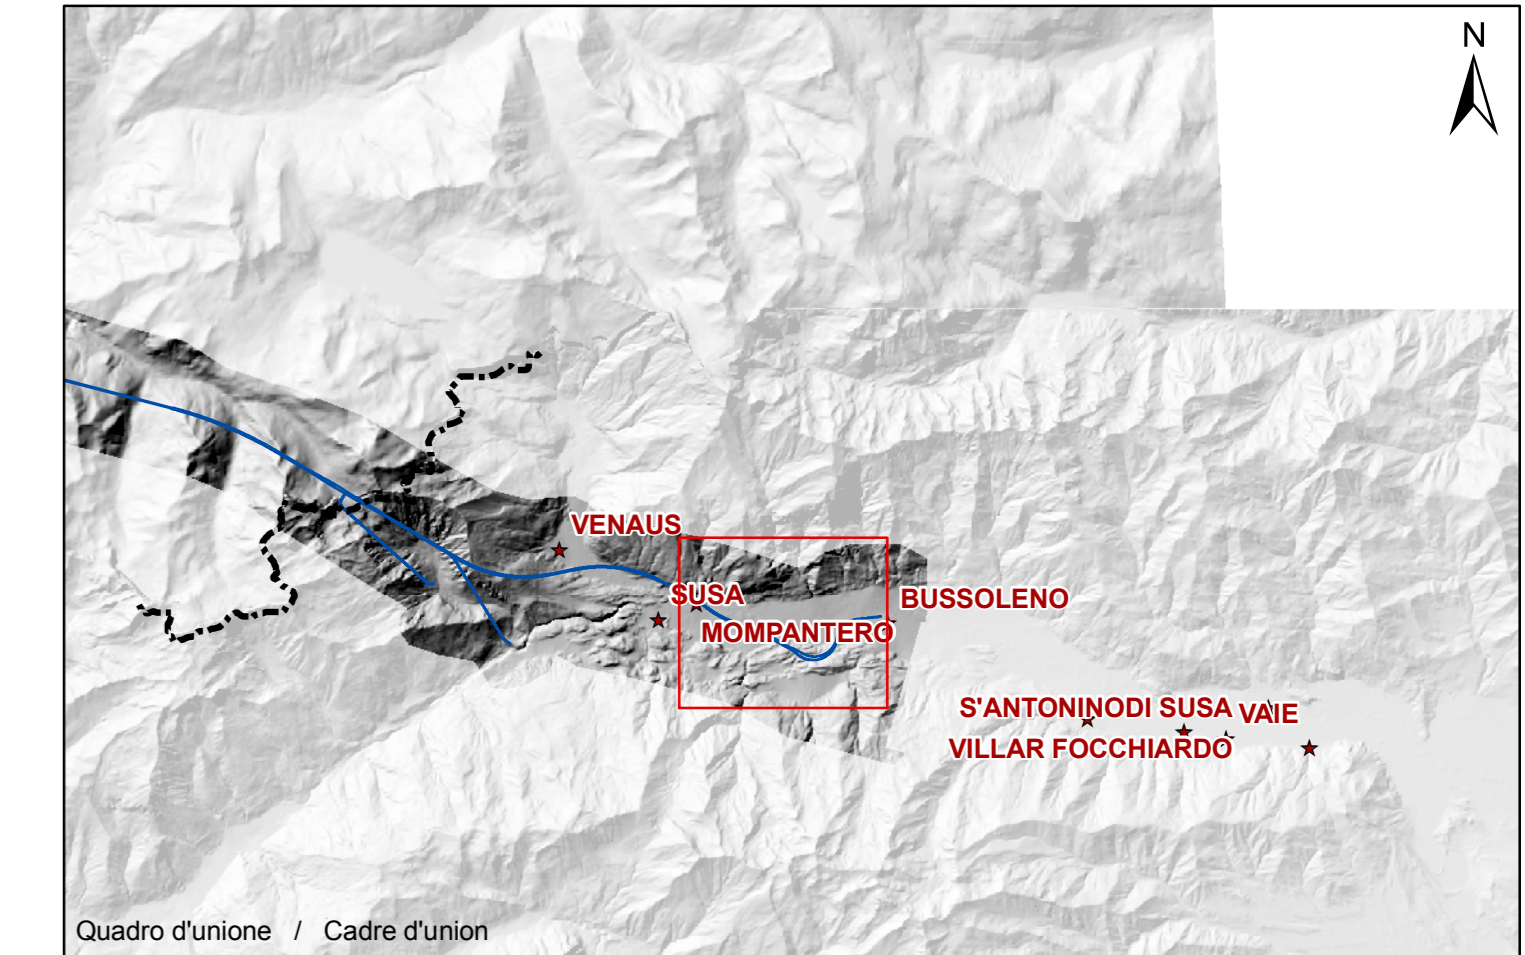 N
VENAUS
SUSA
BUSSOLENO
MOMPANTERO
S'ANTONINODI SUSA
VAIE
VILLAR FOCCHIARDO
Quadro d'unione / Cadre d'union